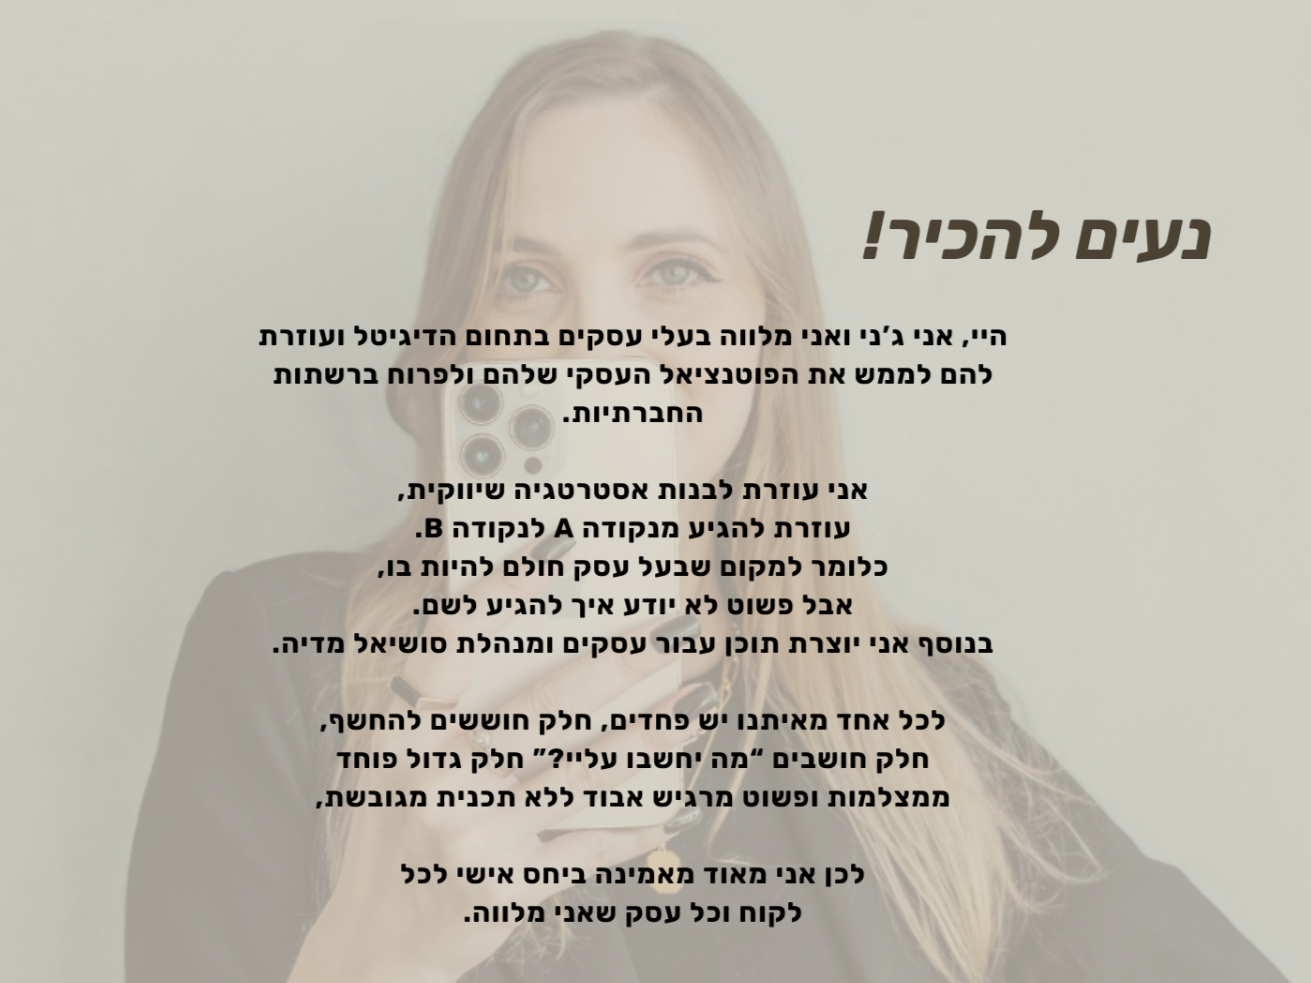 נעים להכיר!
היי, אני ג'ני ואני מלווה בעלי עסקים בתחום הדיגיטל ועוזרת
להם לממש את הפוטנציאל העסקי שלהם ולפרוח ברשתות
החברתיות.
אני עוזרת לבנות אסטרטגיה שיווקית,
עוזרת להגיע מנקודה A לנקודה B.
כלומר למקום שבעל עסק חולם להיות בו,
אבל פשוט לא יודע איך להגיע לשם.
בנוסף אני יוצרת תוכן עבור עסקים ומנהלת סושיאל מדיה.
לכל אחד מאיתנו יש פחדים, חלק חוששים להחשף,
חלק חושבים “מה יחשבו עליי?” חלק גדול פוחד
ממצלמות ופשוט מרגיש אבוד ללא תכנית מגובשת,
לכן אני מאוד מאמינה ביחס אישי לכל
לקוח וכל עסק שאני מלווה.